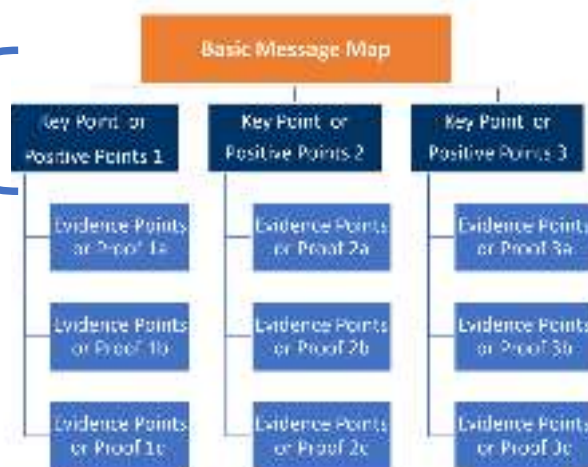 Basic Message Map
Key Point or
Positive Points 1
Key Point or
Positive Points 2
Key Point or
Positive Points 3
Evidence Points
or Proof 1a
Evidence Points
or Proof 1b
Evidence Points
or Proof 1c
Evidence Points
or Proof 2a
Evidence Points
or Proof 2b
Evidence Points
or Proof 2c
Evidence Points
or Proof 3a
Evidence Points
or Proof 3b
Evidence Points
or Proof 3c